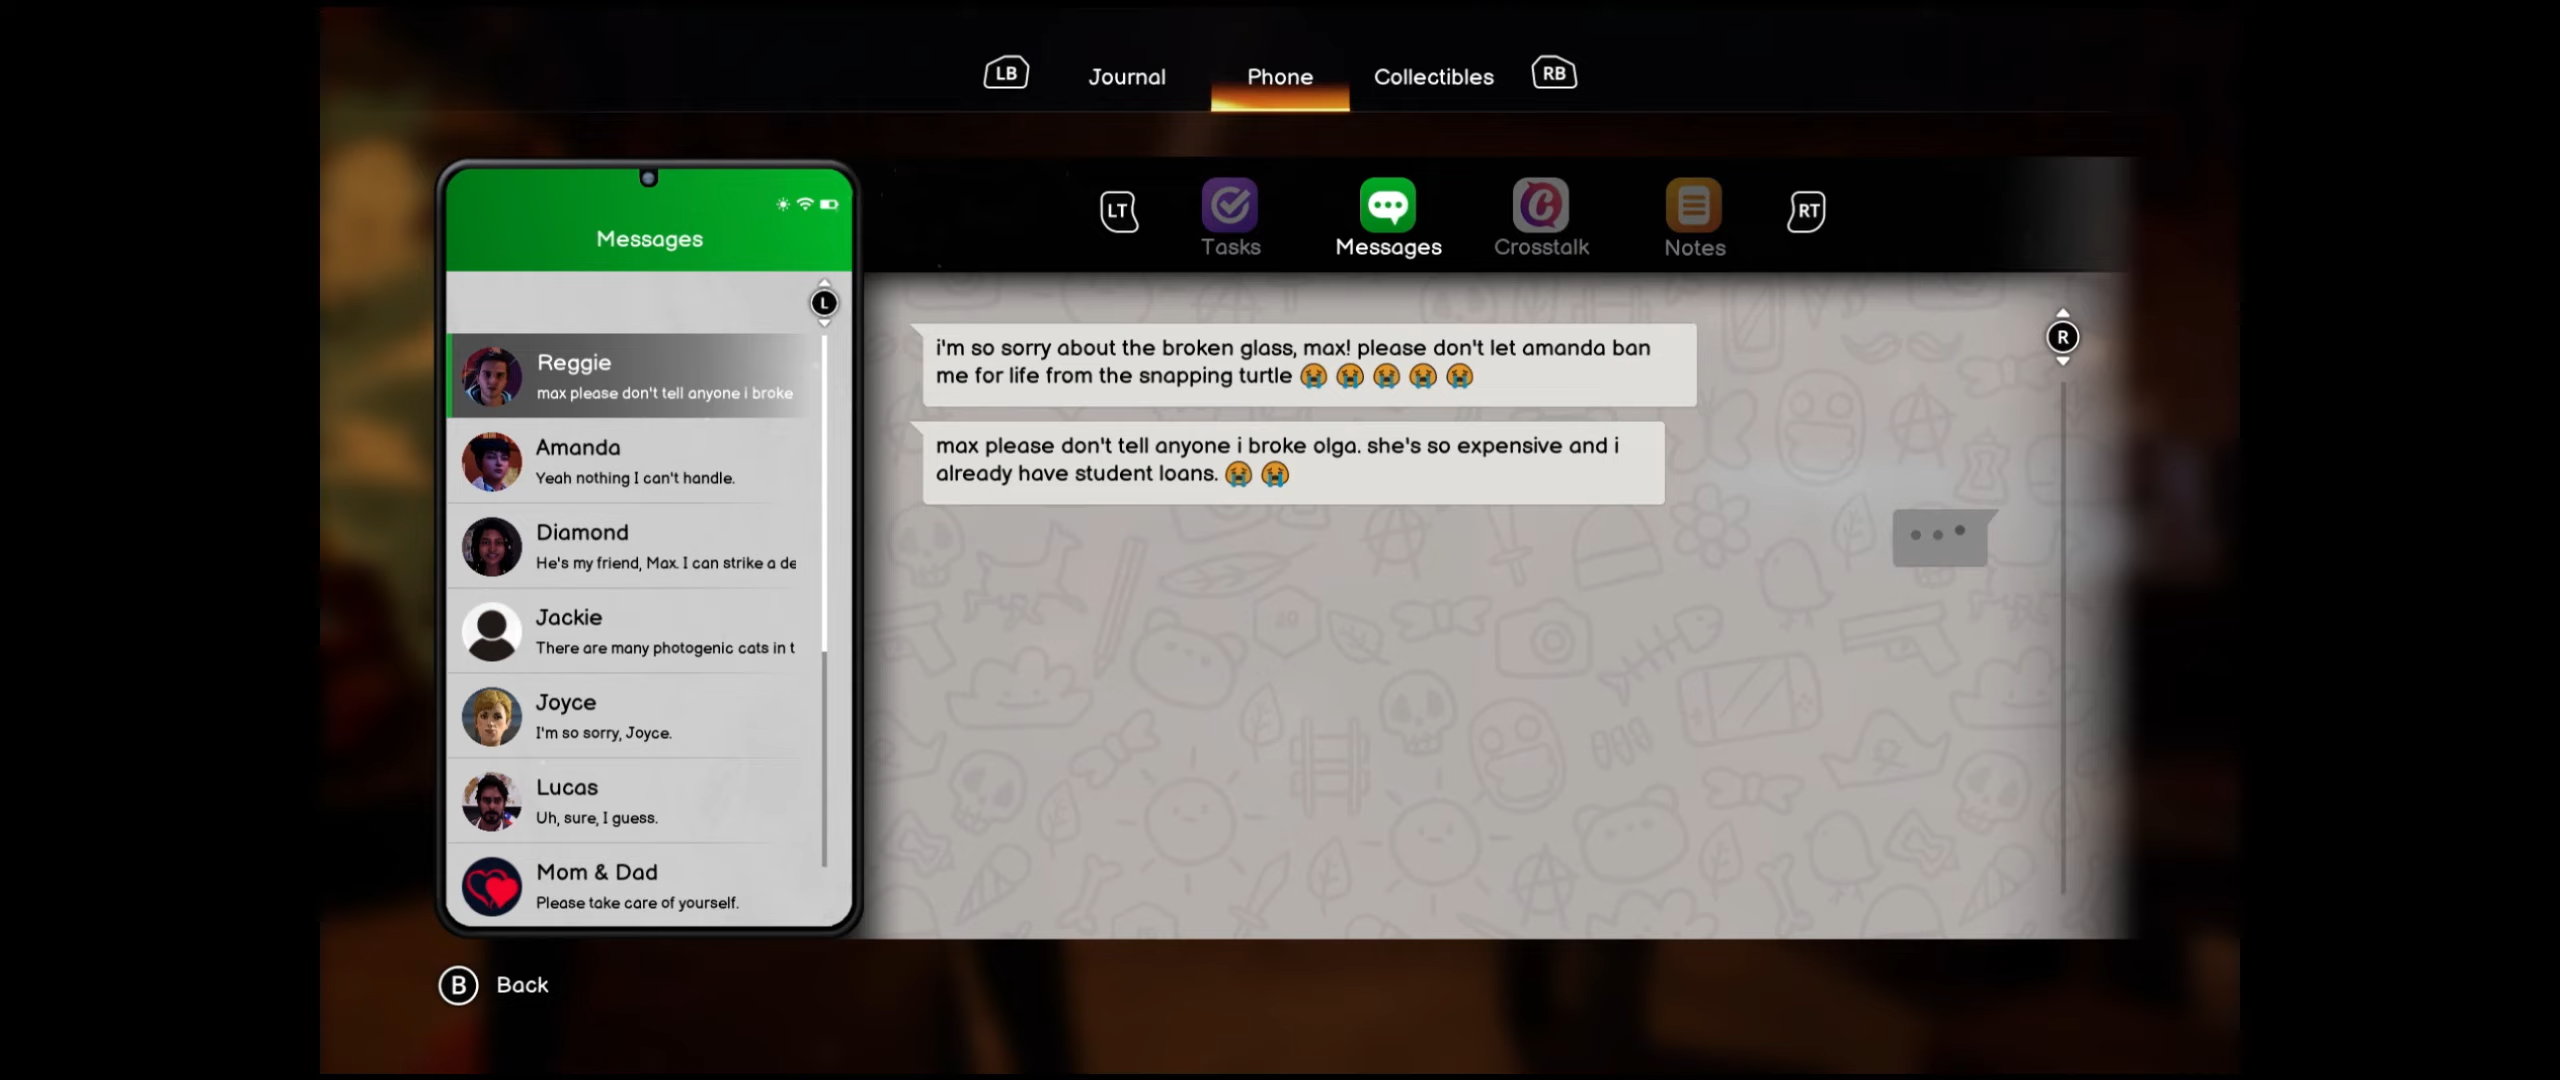 LB Journal Phone Collectibles RB
Messages
L
Reggie
max please don't tell anyone i broke
Amanda
Yeah nothing I can't handle.
Diamond
He's my friend, Max. I can strike a de
Jackie
There are many photogenic cats in t
Joyce
I'm so sorry, Joyce.
Lucas
Uh, sure, I guess.
Mom & Dad
Please take care of yourself.
LT Tasks Messages Crosstalk Notes RT
R
i'm so sorry about the broken glass, max! please don't let amanda ban
me for life from the snapping turtle 😭 😭 😭 😭 😭
max please don't tell anyone i broke olga. she's so expensive and i
already have student loans. 😭 😭
B Back